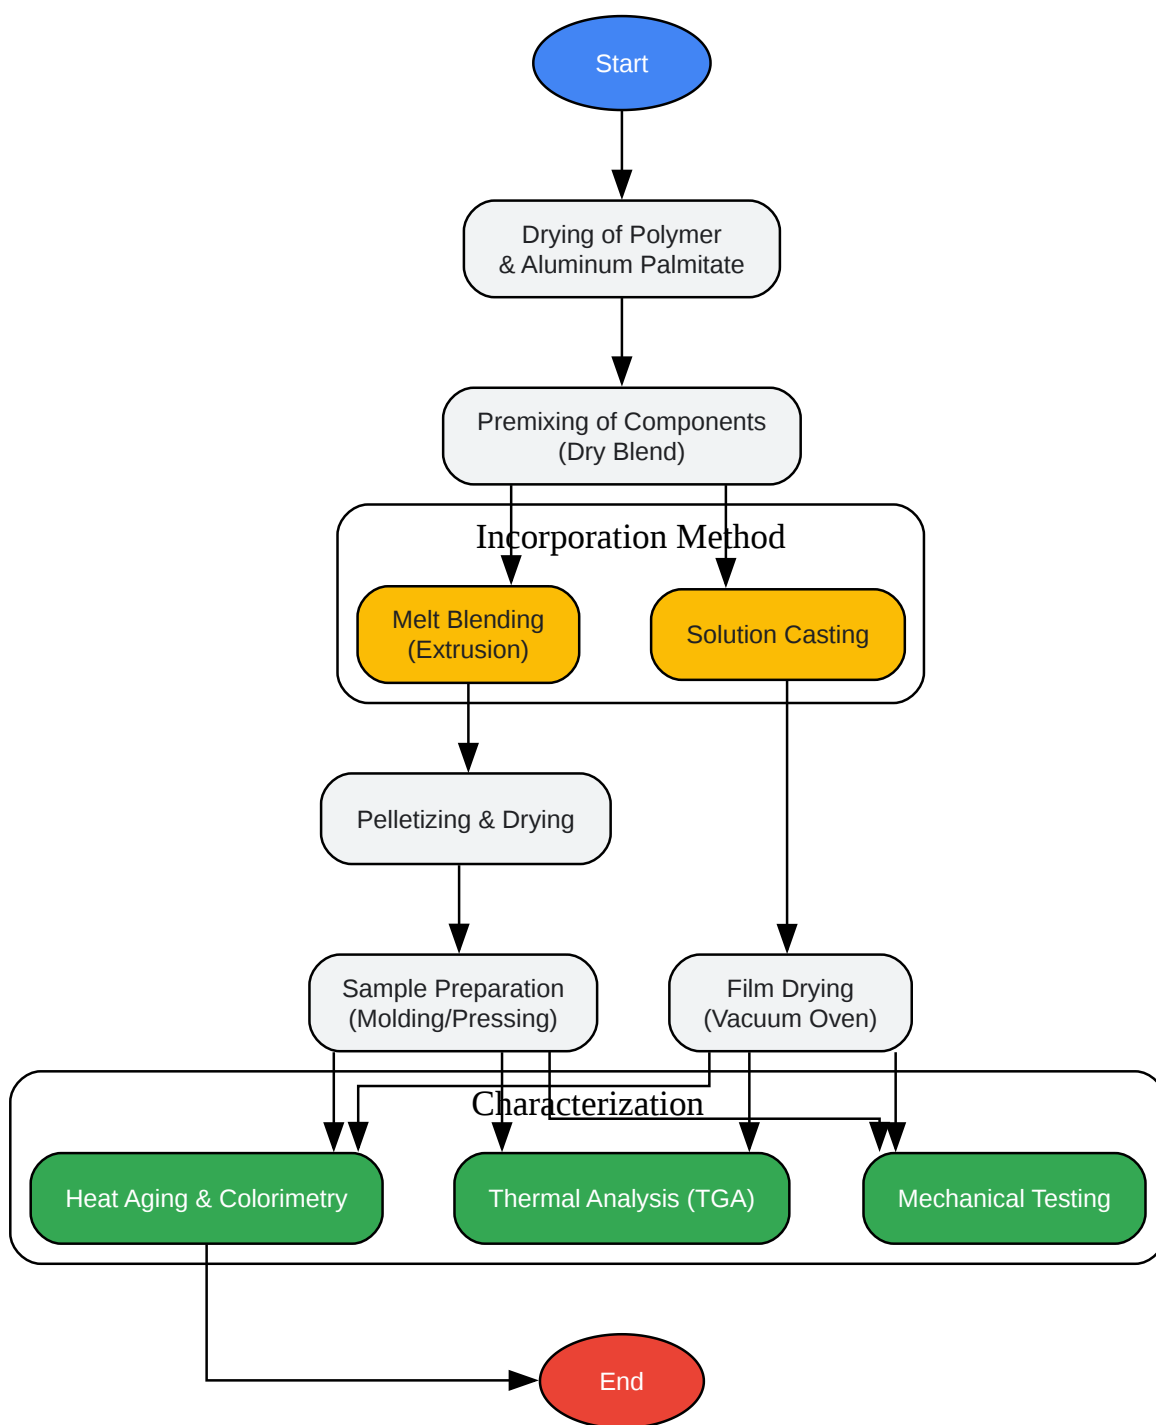 Start
Drying of Polymer
& Aluminum Palmitate
Premixing of Components
(Dry Blend)
Incorporation Method
Melt Blending
(Extrusion)
Solution Casting
Pelletizing & Drying
Sample Preparation
(Molding/Pressing)
Film Drying
(Vacuum Oven)
Characterization
Heat Aging & Colorimetry
Thermal Analysis (TGA)
Mechanical Testing
End